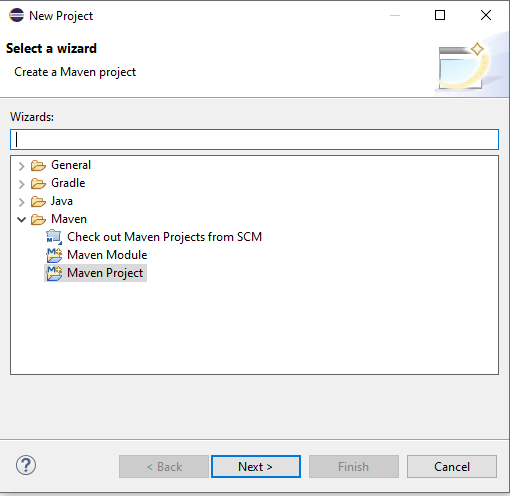 New Project
Select a wizard
Create a Maven project
Wizards:
General
Gradle
Java
Maven
Check out Maven Projects from SCM
Maven Module
Maven Project
? < Back Next > Finish Cancel